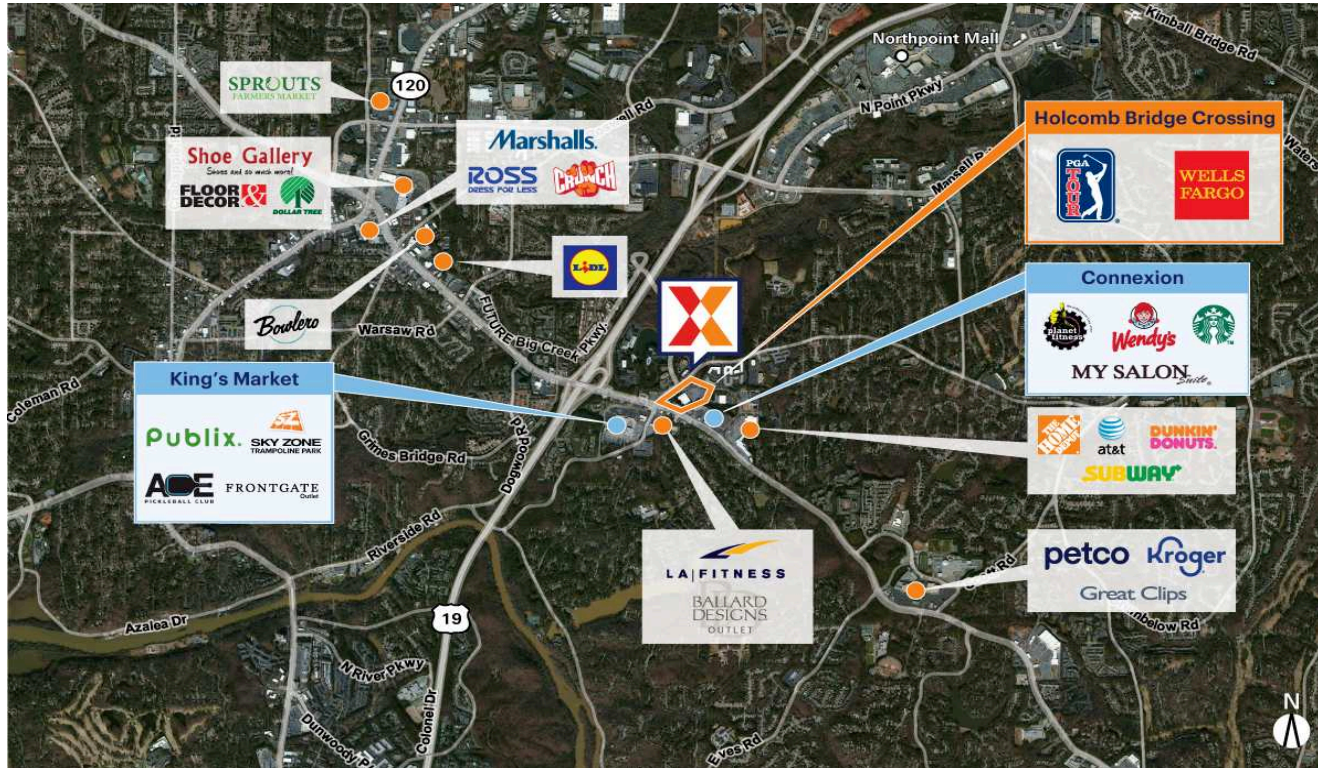 Northpoint Mall
Kimball Bridge Rd
SPROUTS
FARMERS MARKET
120
N Point Pkwy
Holcomb Bridge Crossing
PGA
TOUR
WELLS
FARGO
Shoe Gallery
Shoes and so much more!
FLOOR &
DECOR
DOLLAR TREE
Marshalls.
ROSS
DRESS FOR LESS
CRUNCH
LIDL
Bowlero
Warsaw Rd
FUTURE Big Creek Pkwy.
Connexion
planet
fitness
Wendy's
MY SALON
Suite
King's Market
Publix.
SKY ZONE
TRAMPOLINE PARK
ACE
PICKLEBALL CLUB
FRONTGATE
Outlet
Coleman Rd
Grimes Bridge Rd
Dogwood Rd
THE
HOME
DEPOT
at&t
DUNKIN'
DONUTS.
SUBWAY
Riverside Rd
LA|FITNESS
BALLARD
DESIGNS
OUTLET
petco
Kroger
Great Clips
Azalea Dr
19
N River Pkwy
Colonel Dr
Eves Rd
N